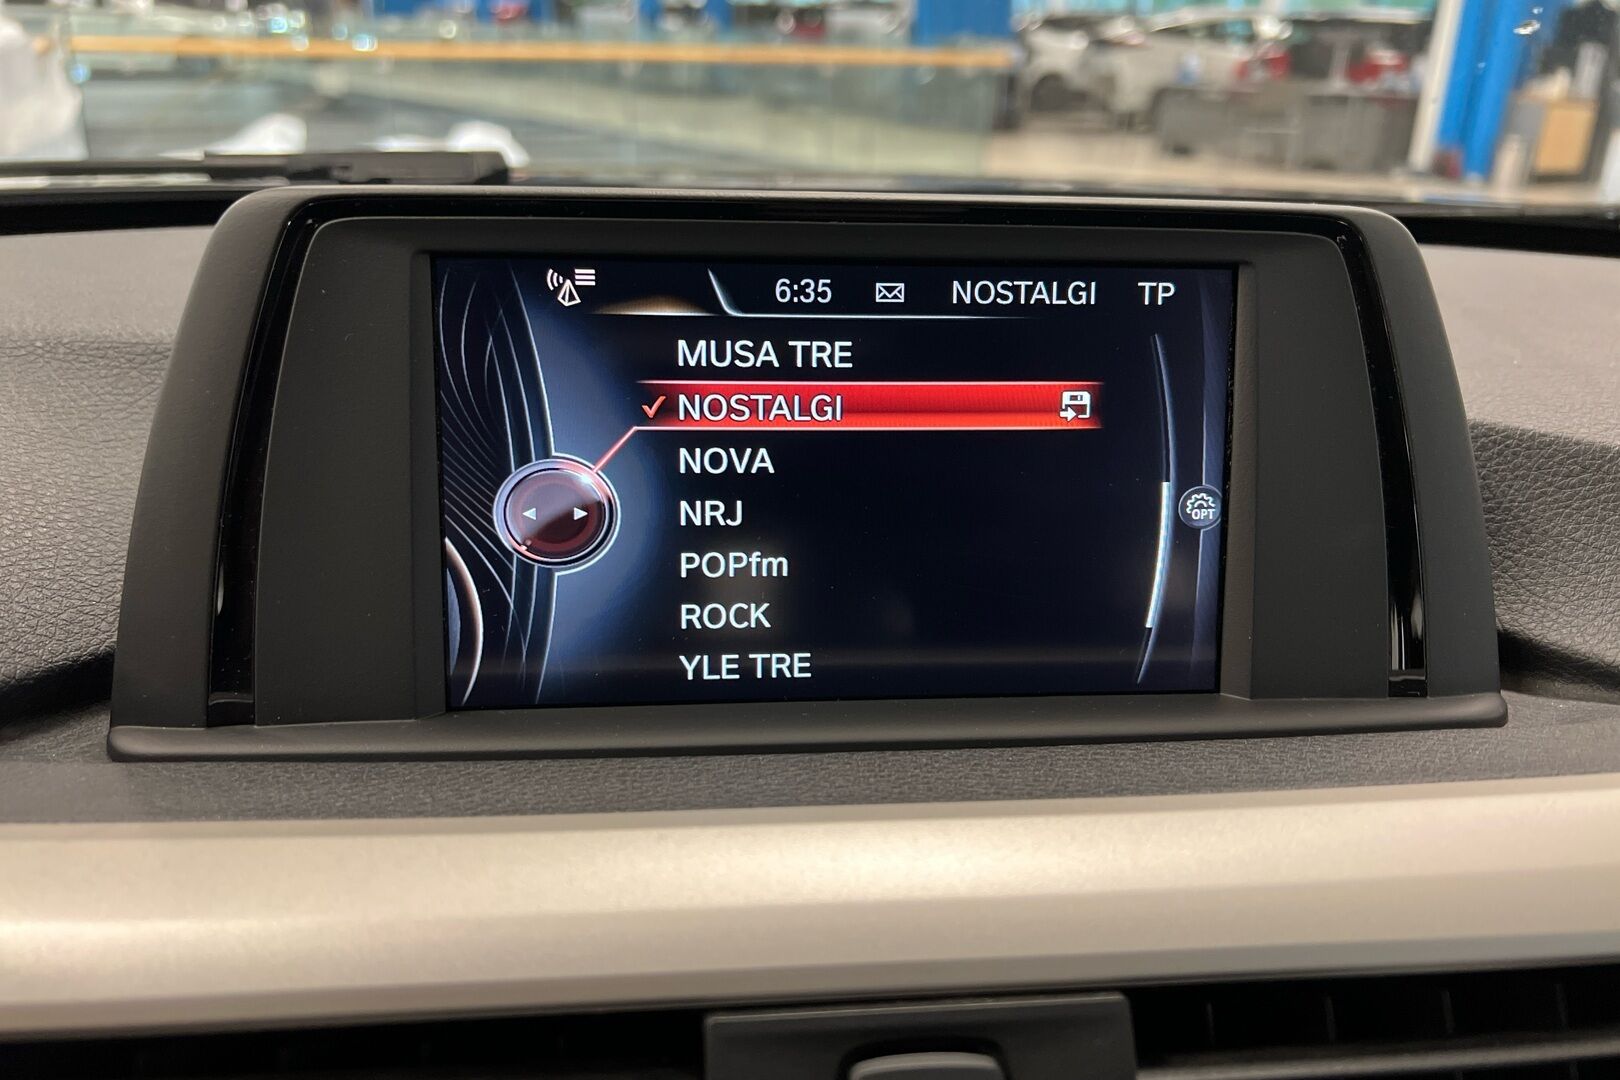 6:35 NOSTALGI TP
MUSA TRE
NOSTALGI
NOVA
NRJ
POPfm
ROCK
YLE TRE
OPT